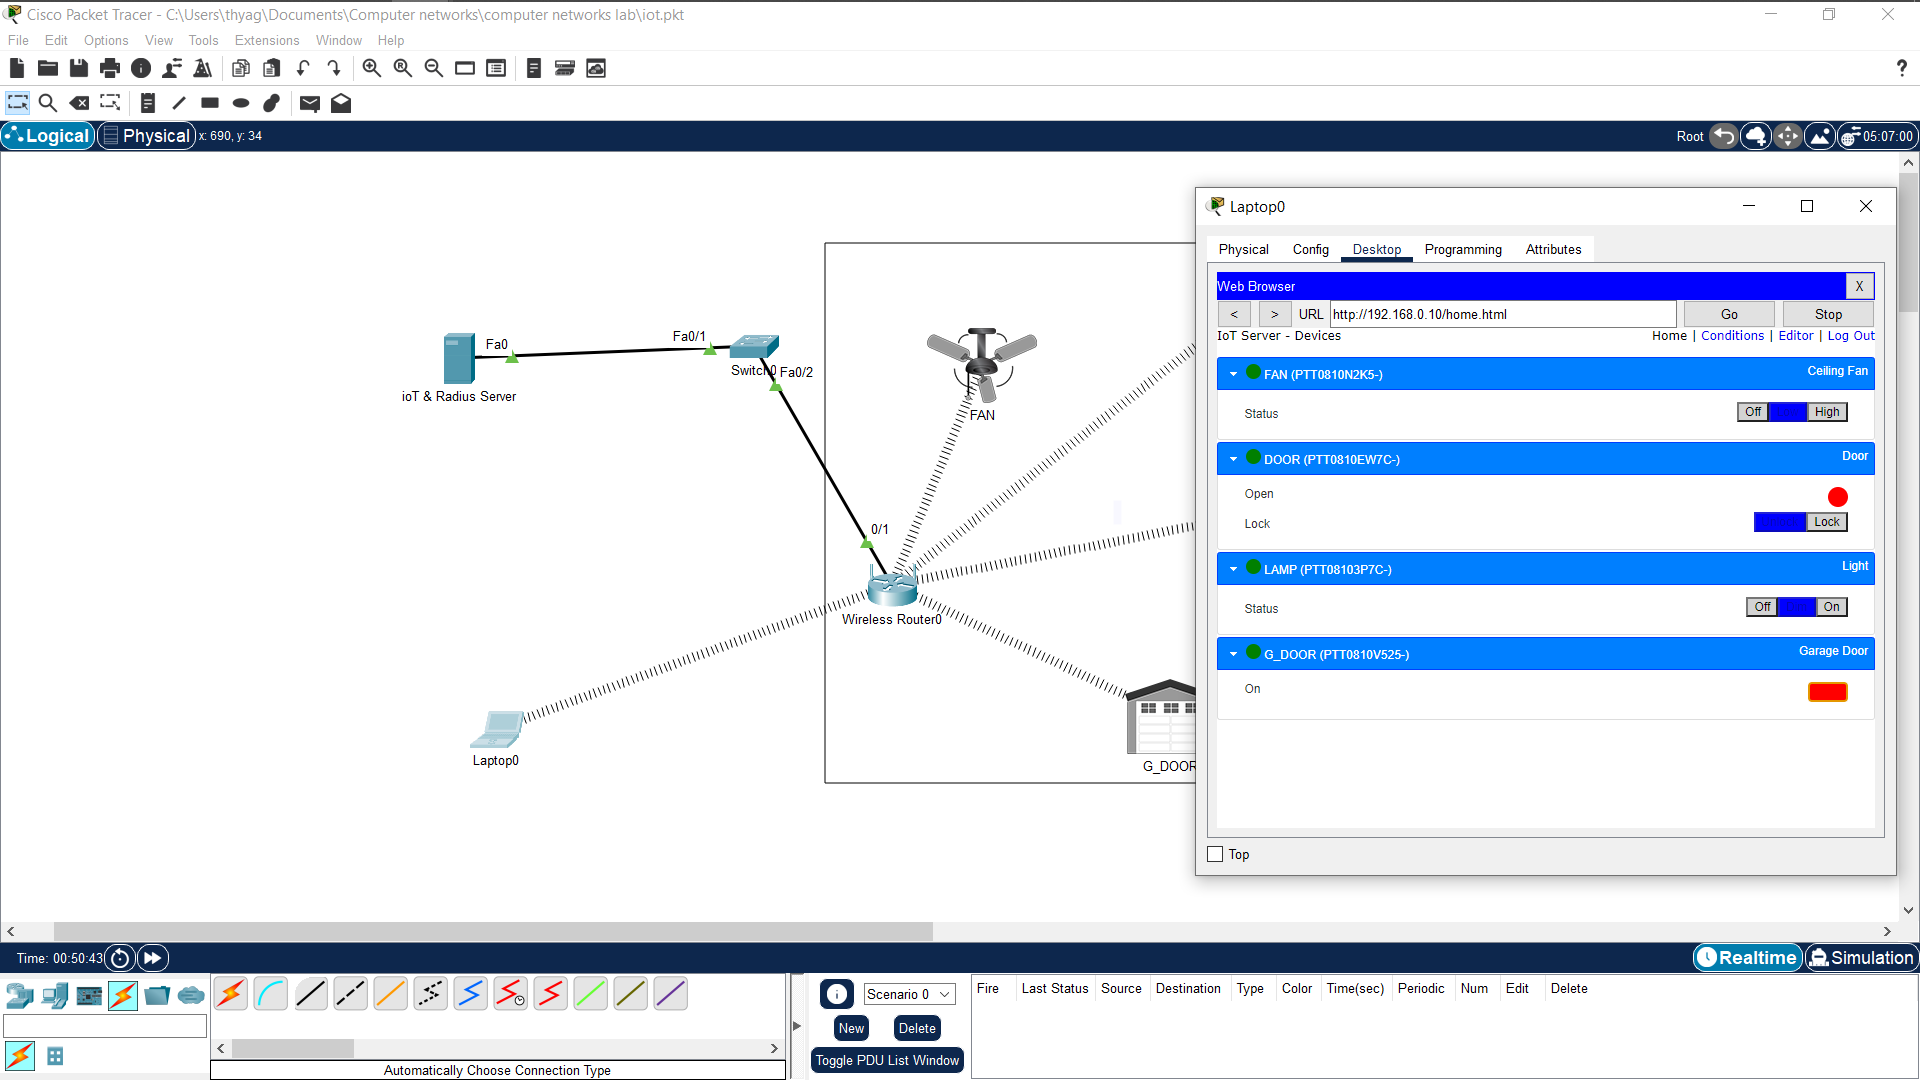 Cisco Packet Tracer - C:\Users\thyag\Documents\Computer networks\computer networks lab\iot.pkt
File Edit Options View Tools Extensions Window Help
?
Logical Physical x: 690, y: 34
Root 05:07:00
Laptop0
Physical Config Desktop Programming Attributes
Web Browser X
< > URL http://192.168.0.10/home.html Go Stop
IoT Server - Devices Home | Conditions | Editor | Log Out
FAN (PTT0810N2K5-) Ceiling Fan
Status Off High
DOOR (PTT0810EW7C-) Door
Open
Lock Lock
LAMP (PTT08103P7C-) Light
Status Off On
G_DOOR (PTT0810V525-) Garage Door
On
Top
Fa0
Fa0/1
Switch0
Fa0/2
ioT & Radius Server
FAN
0/1
Wireless Router0
Laptop0
G_DOOR
Time: 00:50:43
Realtime Simulation
Scenario 0
New Delete
Toggle PDU List Window
Fire Last Status Source Destination Type Color Time(sec) Periodic Num Edit Delete
Automatically Choose Connection Type